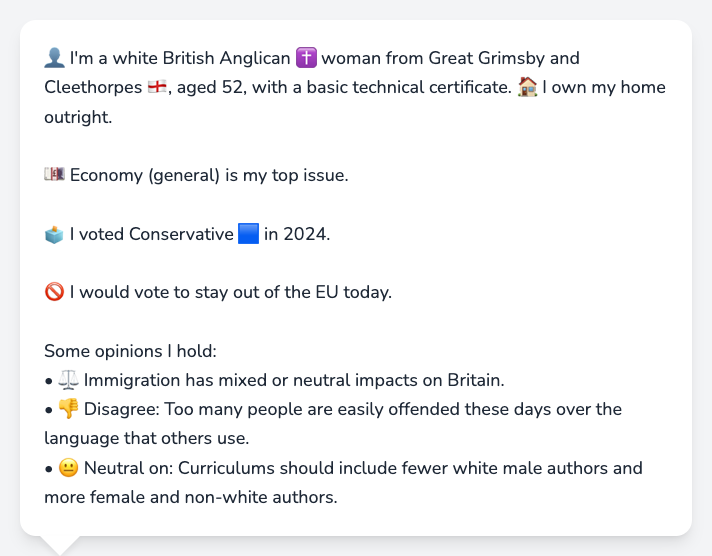 👤 I'm a white British Anglican ✝️ woman from Great Grimsby and
Cleethorpes 🏴󠁧󠁢󠁥󠁮󠁧󠁿, aged 52, with a basic technical certificate. 🏠 I own my home
outright.
💷 Economy (general) is my top issue.
🗳️ I voted Conservative 🟦 in 2024.
🚫 I would vote to stay out of the EU today.
Some opinions I hold:
• ⚖️ Immigration has mixed or neutral impacts on Britain.
• 👎 Disagree: Too many people are easily offended these days over the
language that others use.
• 😐 Neutral on: Curriculums should include fewer white male authors and
more female and non-white authors.